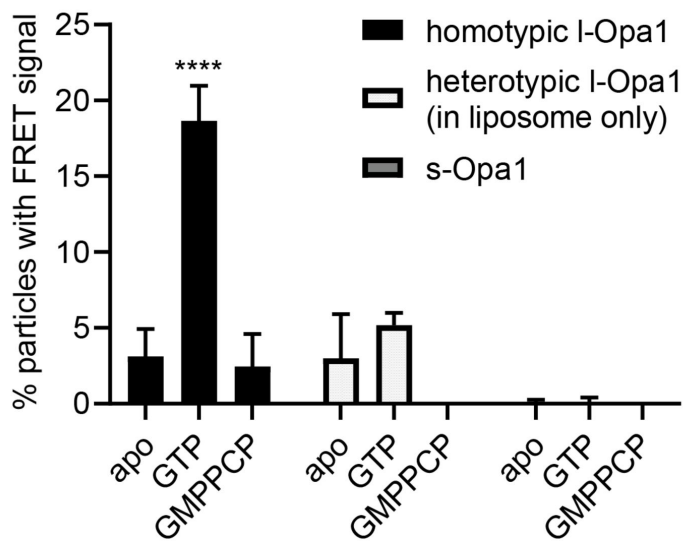 % particles with FRET signal
25
20
15
10
5
0
****
homotypic l-Opa1
heterotypic l-Opa1
(in liposome only)
s-Opa1
apo
GTP
GMPPCP
apo
GTP
GMPPCP
apo
GTP
GMPPCP